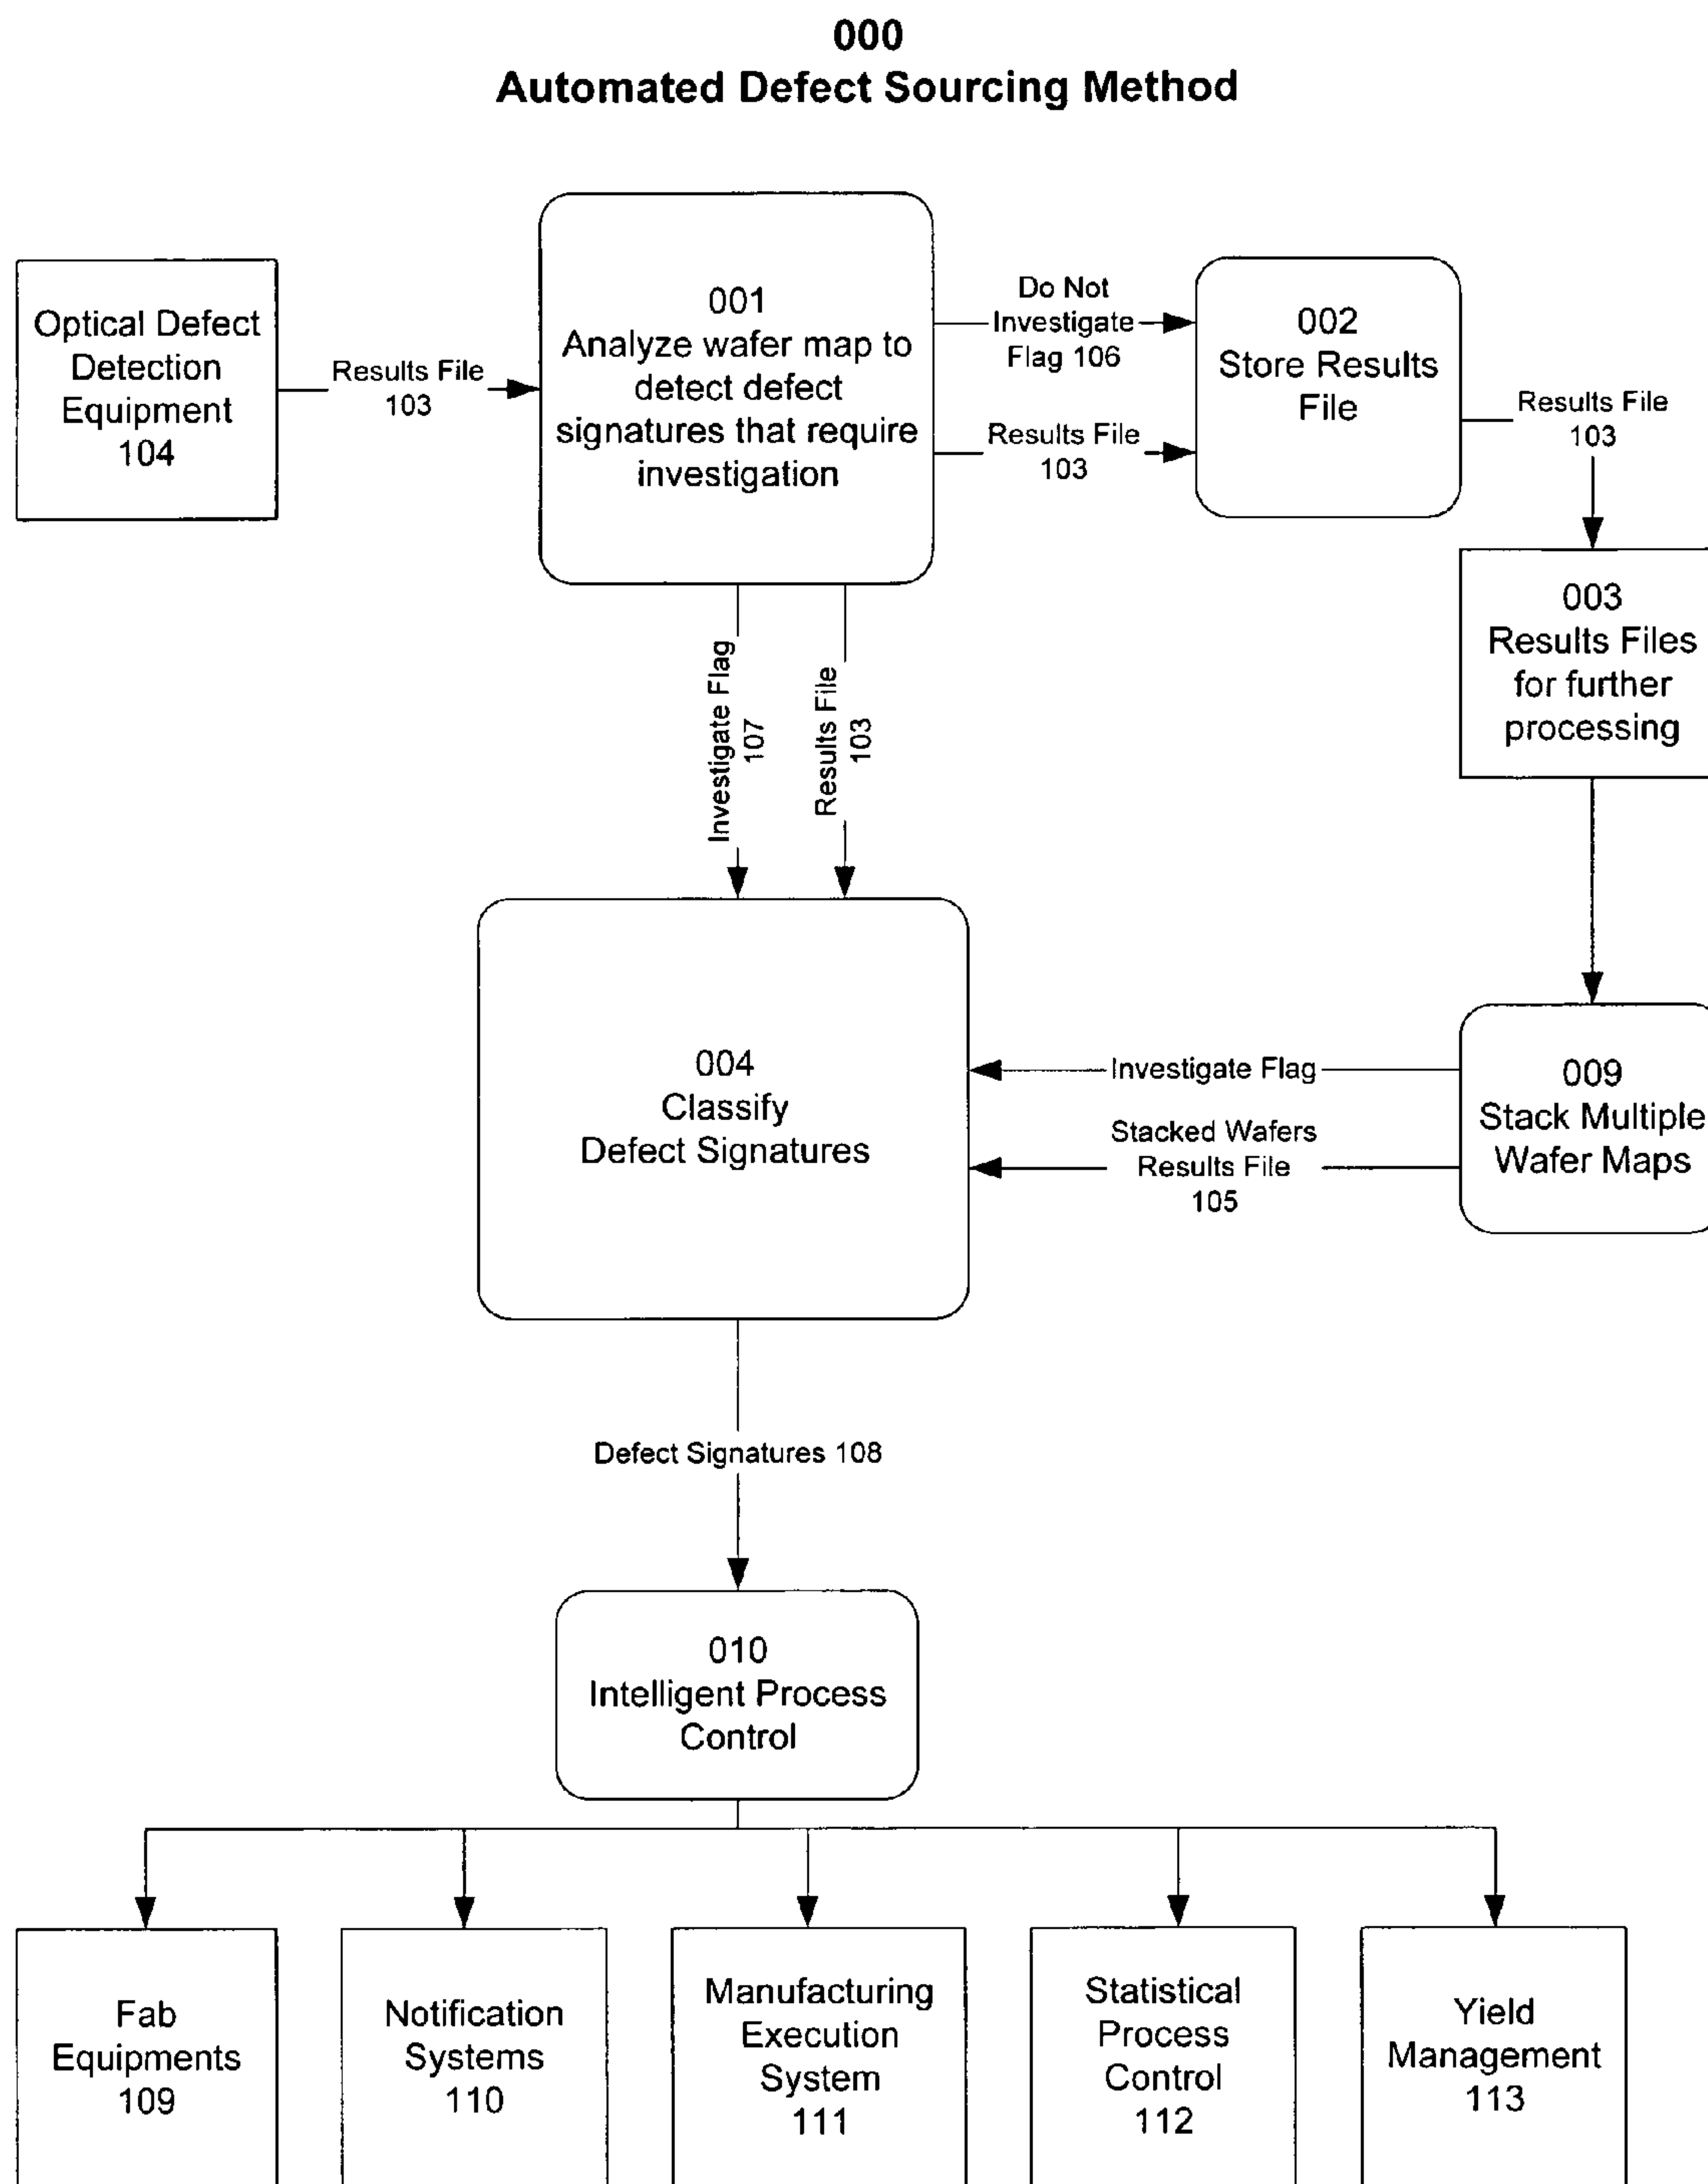 000
Automated Defect Sourcing Method
Optical Defect
Detection
Equipment
104
Results File
103
001
Analyze wafer map to
detect defect
signatures that require
investigation
Do Not
Investigate
Flag 106
Results File
103
002
Store Results
File
Results File
103
003
Results Files
for further
processing
Investigate Flag
107
Results File
103
004
Classify
Defect Signatures
Investigate Flag
Stacked Wafers
Results File
105
009
Stack Multiple
Wafer Maps
Defect Signatures 108
010
Intelligent Process
Control
Fab
Equipments
109
Notification
Systems
110
Manufacturing
Execution
System
111
Statistical
Process
Control
112
Yield
Management
113